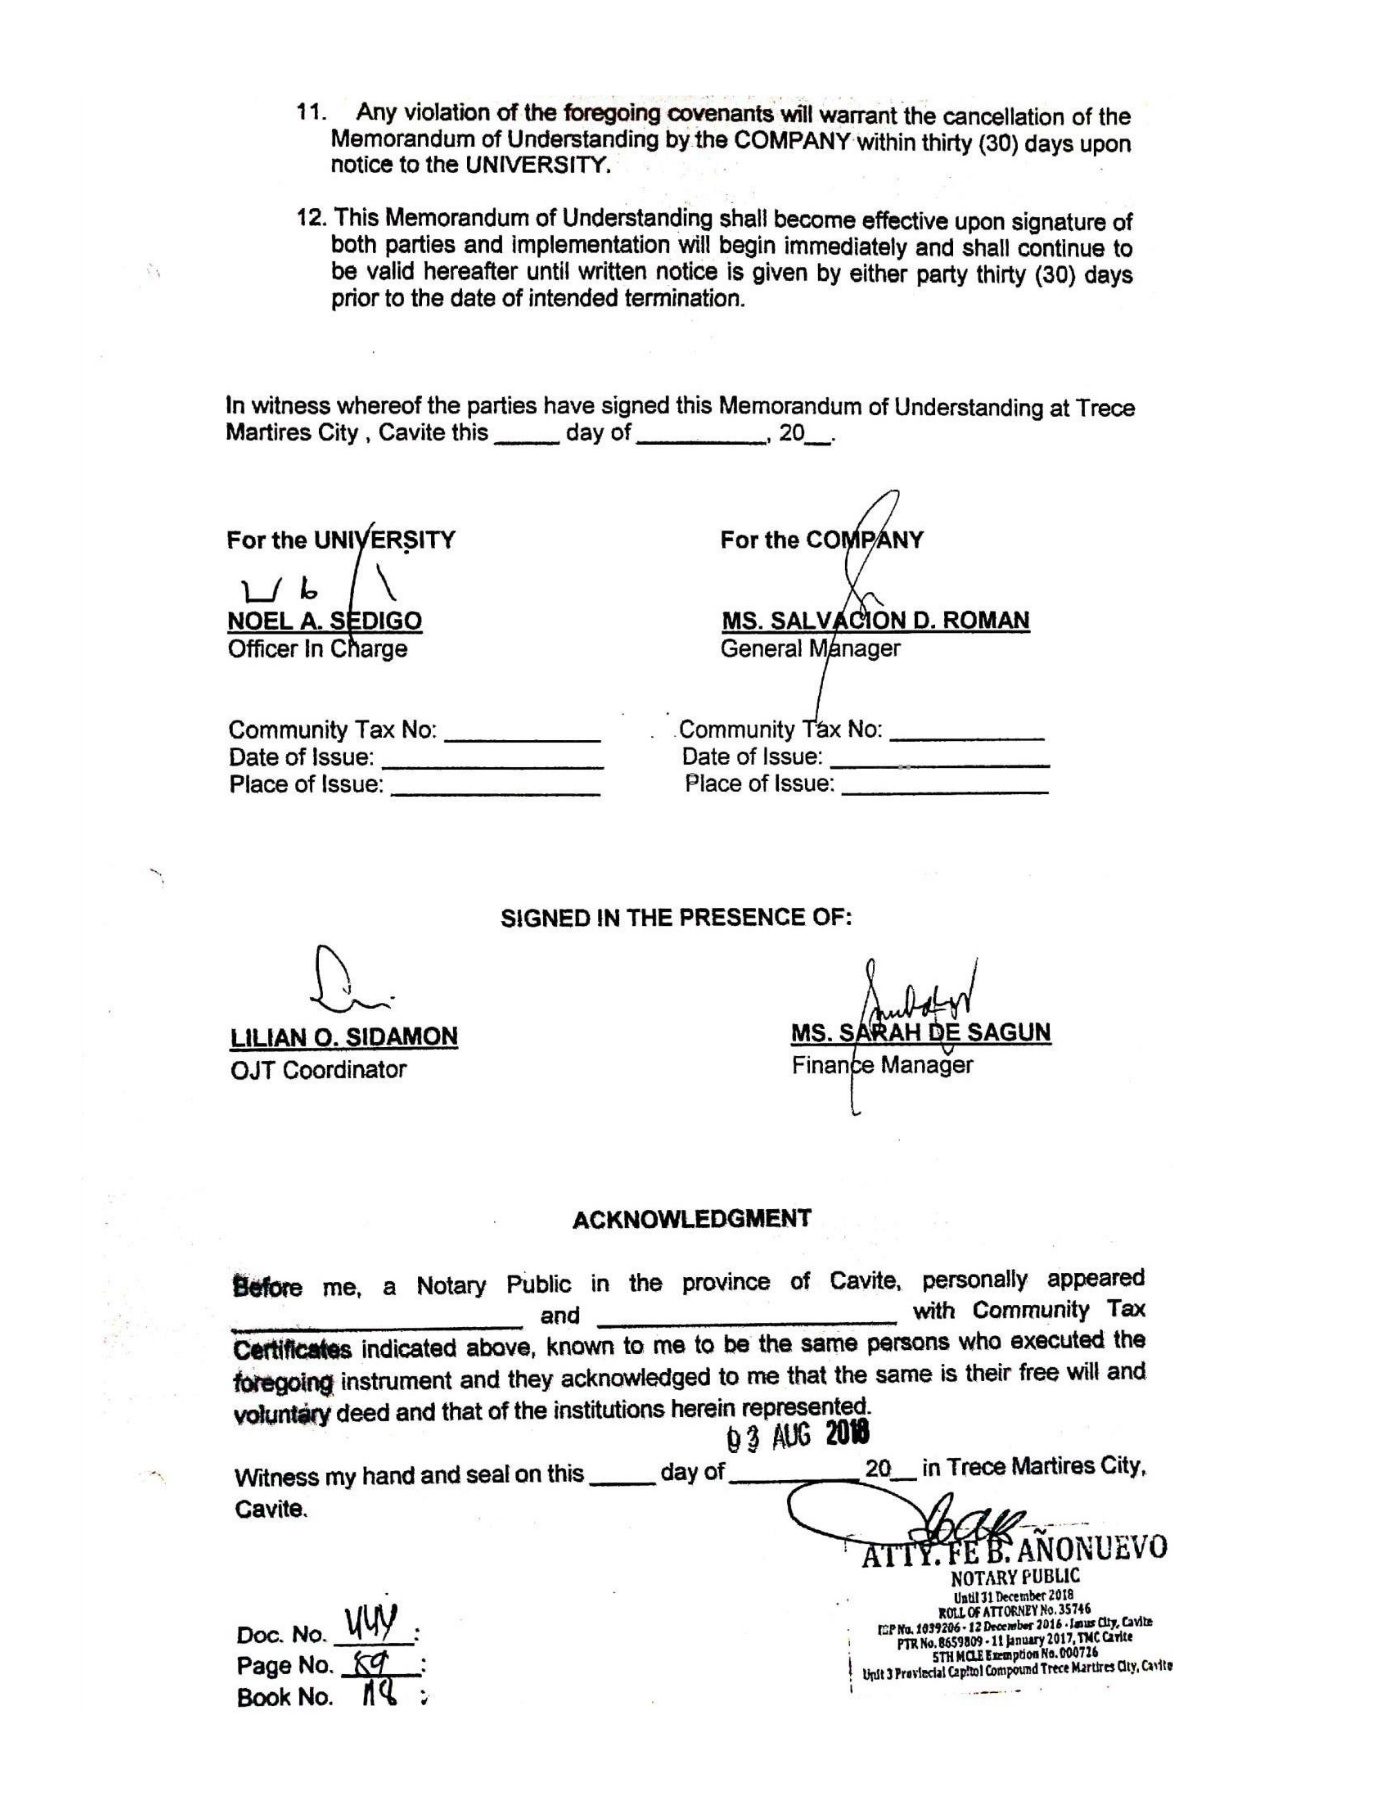 11. Any violation of the foregoing covenants will warrant the cancellation of the
Memorandum of Understanding by the COMPANY within thirty (30) days upon
notice to the UNIVERSITY.
12. This Memorandum of Understanding shall become effective upon signature of
both parties and implementation will begin immediately and shall continue to
be valid hereafter until written notice is given by either party thirty (30) days
prior to the date of intended termination.
In witness whereof the parties have signed this Memorandum of Understanding at Trece
Martires City , Cavite this _____ day of __________, 20__.
For the UNIVERSITY For the COMPANY
NOEL A. SEDIGO MS. SALVACION D. ROMAN
Officer In Charge General Manager
Community Tax No: ____________ Community Tax No: ____________
Date of Issue: _________________ Date of Issue: _________________
Place of Issue: ________________ Place of Issue: ________________
SIGNED IN THE PRESENCE OF:
LILIAN O. SIDAMON MS. SARAH DE SAGUN
OJT Coordinator Finance Manager
ACKNOWLEDGMENT
Before me, a Notary Public in the province of Cavite, personally appeared
______________________ and ______________________ with Community Tax
Certificates indicated above, known to me to be the same persons who executed the
foregoing instrument and they acknowledged to me that the same is their free will and
voluntary deed and that of the institutions herein represented.
03 AUG 2018
Witness my hand and seal on this _____ day of __________ 20__ in Trece Martires City,
Cavite.
ATTY. FE B. AÑONUEVO
NOTARY PUBLIC
Until 31 December 2018
ROLL OF ATTORNEY No. 35746
No. 1039206 - 12 December 2016 - Imus City, Cavite
PTR No. 8659809 - 11 January 2017, TMC Cavite
5TH MCLE Exemption No. 000726
Unit 3 Provincial Capitol Compound Trece Martires City, Cavite
Doc. No. 444 :
Page No. 89 :
Book No. :